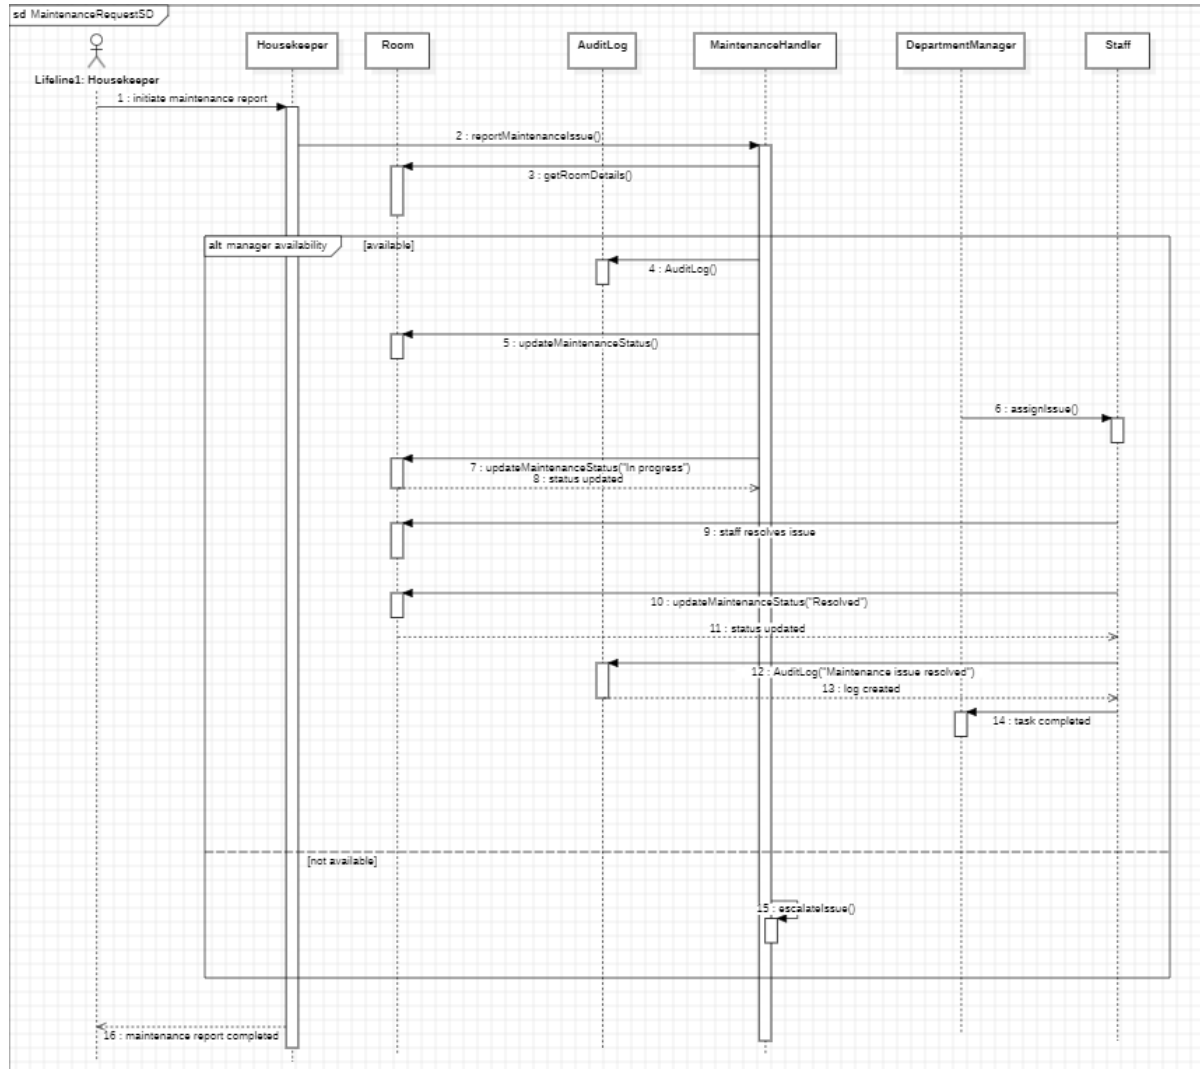 sd MaintenanceRequestSD
Housekeeper
Room
AuditLog
MaintenanceHandler
DepartmentManager
Staff
Lifeline1: Housekeeper
1 : initiate maintenance report
2 : reportMaintenanceIssue()
3 : getRoomDetails()
alt manager availability
[available]
4 : AuditLog()
5 : updateMaintenanceStatus()
6 : assignIssue()
7 : updateMaintenanceStatus("In progress")
8 : status updated
9 : staff resolves issue
10 : updateMaintenanceStatus("Resolved")
11 : status updated
12 : AuditLog("Maintenance issue resolved")
13 : log created
14 : task completed
[not available]
15 : escalateIssue()
16 : maintenance report completed